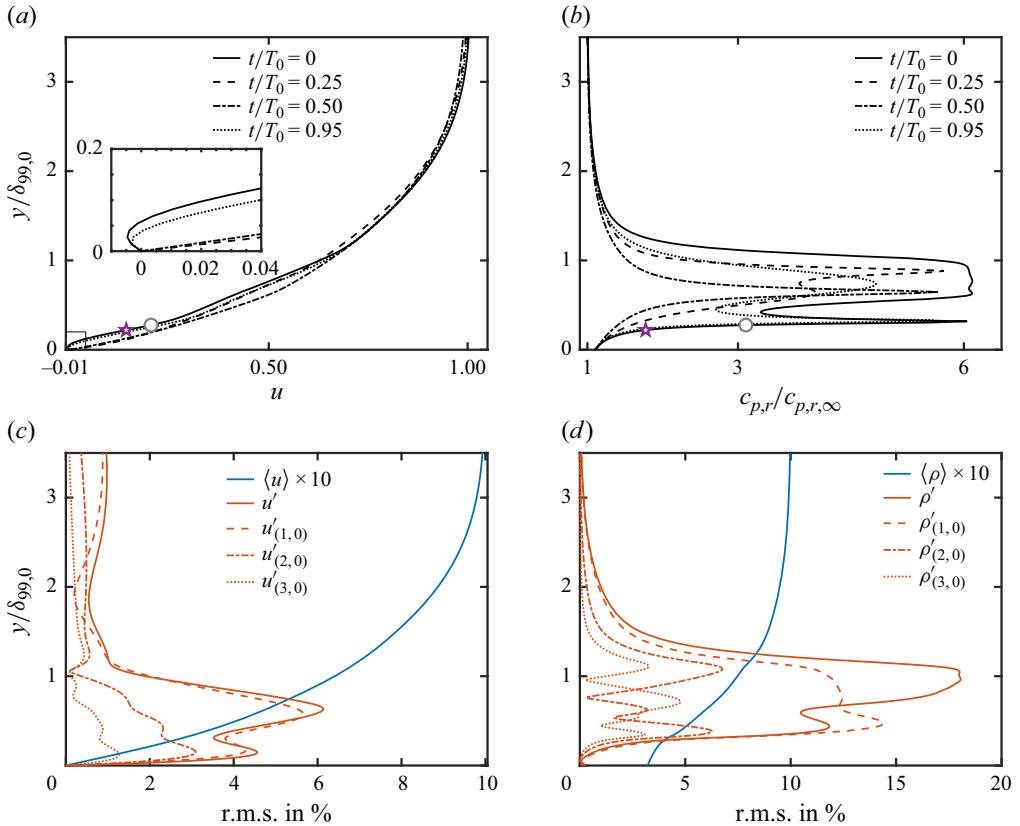 (a)
3
2
1
0
y/δ99,0
t/T0 = 0
t/T0 = 0.25
t/T0 = 0.50
t/T0 = 0.95
0.2
0
0
0.02
0.04
−0.01
0.50
1.00
u
(b)
3
2
1
0
t/T0 = 0
t/T0 = 0.25
t/T0 = 0.50
t/T0 = 0.95
1
3
6
cp,r/cp,r,∞
(c)
3
2
1
0
y/δ99,0
⟨u⟩ × 10
u′
u′(1, 0)
u′(2, 0)
u′(3, 0)
0
2
4
6
8
10
r.m.s. in %
(d)
3
2
1
0
⟨ρ⟩ × 10
ρ′
ρ′(1, 0)
ρ′(2, 0)
ρ′(3, 0)
0
5
10
15
20
r.m.s. in %